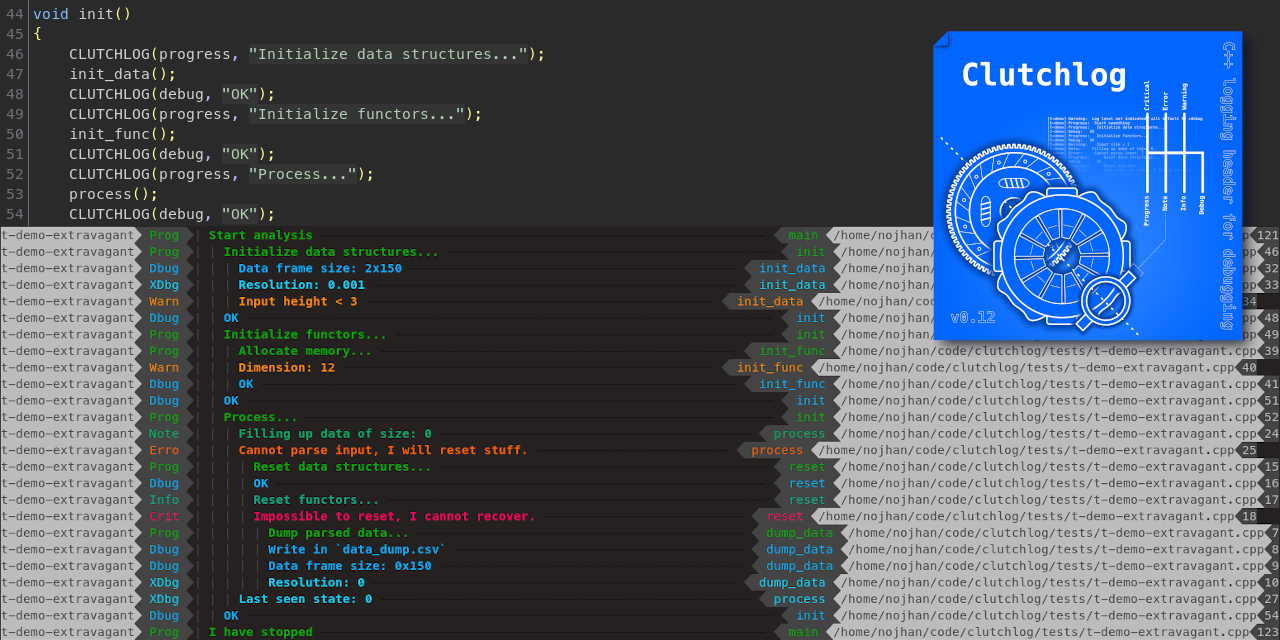 44 void init()
45 {
46 CLUTCHLOG(progress, "Initialize data structures...");
47 init_data();
48 CLUTCHLOG(debug, "OK");
49 CLUTCHLOG(progress, "Initialize functors...");
50 init_func();
51 CLUTCHLOG(debug, "OK");
52 CLUTCHLOG(progress, "Process...");
53 process();
54 CLUTCHLOG(debug, "OK");
Clutchlog
C++ logging header for debugging
Critical
Error
Warning
Progress
Note
Info
Debug
v0.12
t-demo-extravagant Prog Start analysis main /home/nojhan/c pp 121
t-demo-extravagant Prog Initialize data structures... init /home/nojhan/c pp 46
t-demo-extravagant Dbug Data frame size: 2x150 init_data /home/nojhan/c pp 32
t-demo-extravagant XDbg Resolution: 0.001 init_data /home/nojhan/c pp 33
t-demo-extravagant Warn Input height < 3 init_data /home/nojhan/cod 34
t-demo-extravagant Dbug OK init /home/nojhan/c pp 48
t-demo-extravagant Prog Initialize functors... init /home/nojhan/c pp 49
t-demo-extravagant Prog Allocate memory... init_func /home/nojhan/code/clutchlog/tests/t-demo-extravagant.cpp 39
t-demo-extravagant Warn Dimension: 12 init_func /home/nojhan/code/clutchlog/tests/t-demo-extravagant.cpp 40
t-demo-extravagant Dbug OK init_func /home/nojhan/code/clutchlog/tests/t-demo-extravagant.cpp 41
t-demo-extravagant Dbug OK init /home/nojhan/code/clutchlog/tests/t-demo-extravagant.cpp 51
t-demo-extravagant Prog Process... init /home/nojhan/code/clutchlog/tests/t-demo-extravagant.cpp 52
t-demo-extravagant Note Filling up data of size: 0 process /home/nojhan/code/clutchlog/tests/t-demo-extravagant.cpp 24
t-demo-extravagant Erro Cannot parse input, I will reset stuff. process /home/nojhan/code/clutchlog/tests/t-demo-extravagant.cpp 25
t-demo-extravagant Prog Reset data structures... reset /home/nojhan/code/clutchlog/tests/t-demo-extravagant.cpp 15
t-demo-extravagant Dbug OK reset /home/nojhan/code/clutchlog/tests/t-demo-extravagant.cpp 16
t-demo-extravagant Info Reset functors... reset /home/nojhan/code/clutchlog/tests/t-demo-extravagant.cpp 17
t-demo-extravagant Crit Impossible to reset, I cannot recover. reset /home/nojhan/code/clutchlog/tests/t-demo-extravagant.cpp 18
t-demo-extravagant Prog Dump parsed data... dump_data /home/nojhan/code/clutchlog/tests/t-demo-extravagant.cpp 7
t-demo-extravagant Dbug Write in `data_dump.csv` dump_data /home/nojhan/code/clutchlog/tests/t-demo-extravagant.cpp 8
t-demo-extravagant Dbug Data frame size: 0x150 dump_data /home/nojhan/code/clutchlog/tests/t-demo-extravagant.cpp 9
t-demo-extravagant XDbg Resolution: 0 dump_data /home/nojhan/code/clutchlog/tests/t-demo-extravagant.cpp 10
t-demo-extravagant XDbg Last seen state: 0 process /home/nojhan/code/clutchlog/tests/t-demo-extravagant.cpp 27
t-demo-extravagant Dbug OK init /home/nojhan/code/clutchlog/tests/t-demo-extravagant.cpp 54
t-demo-extravagant Prog I have stopped main /home/nojhan/code/clutchlog/tests/t-demo-extravagant.cpp 123